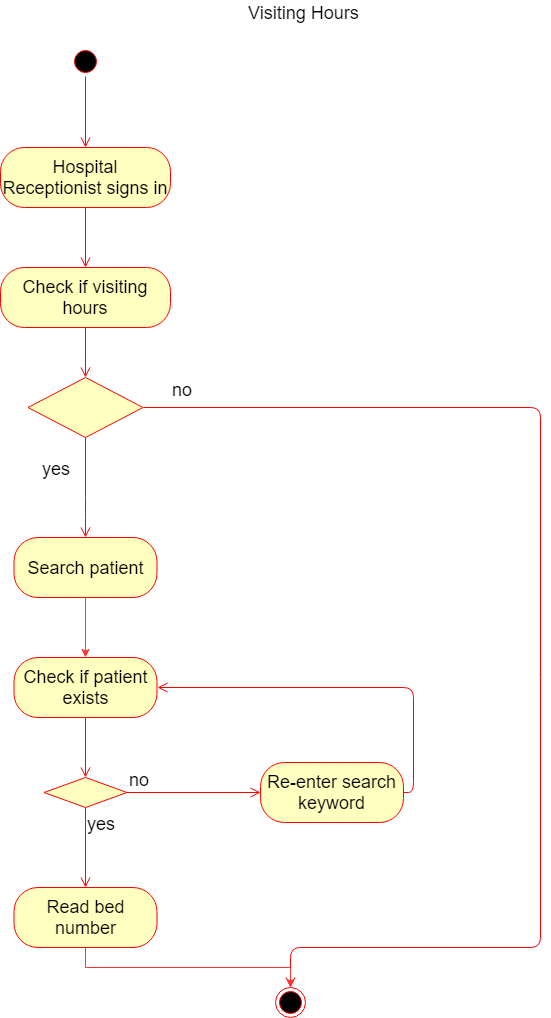 Visiting Hours
Hospital
Receptionist signs in
Check if visiting
hours
no
yes
Search patient
Check if patient
exists
no
Re-enter search
keyword
yes
Read bed
number